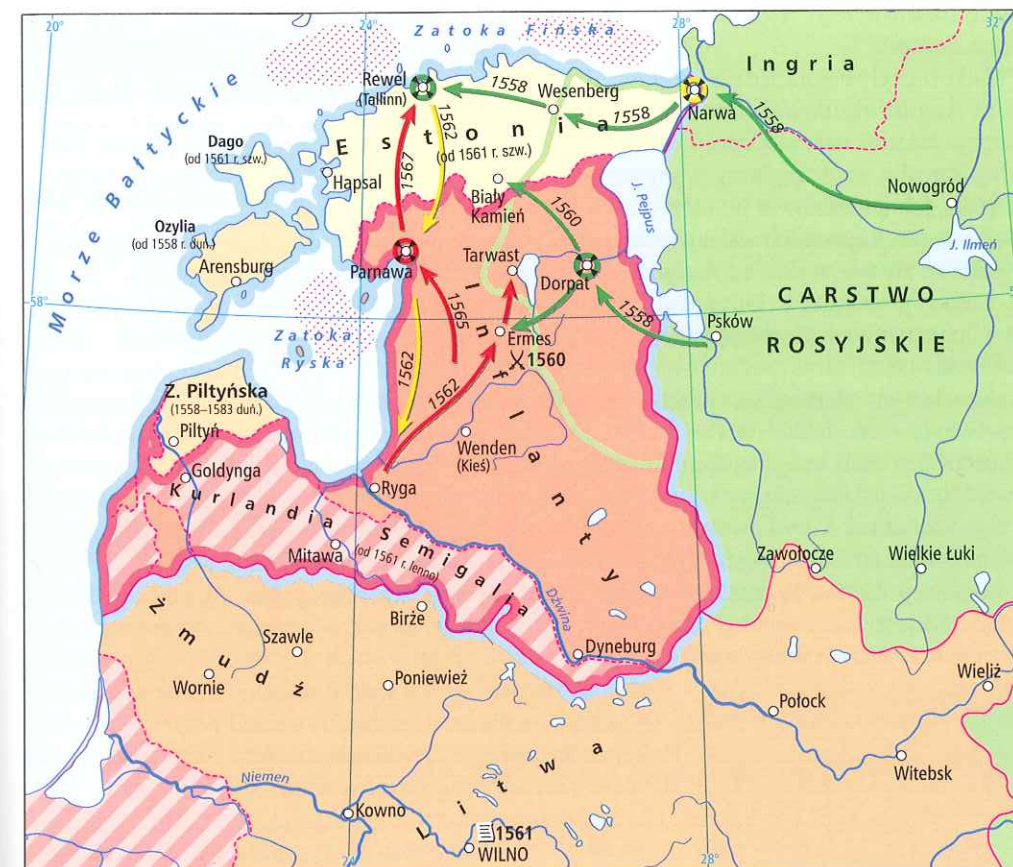 20°
24°
28°
32°
Zatoka Fińska
Morze Bałtyckie
Ingria
Rewel
(Tallinn)
1558
Wesenberg
1558
Narwa
1558
1562
Estonia
(od 1561 r. szw.)
Dago
(od 1561 r. szw.)
Hapsal
1567
Biały
Kamień
1560
J. Pejpus
Nowogród
J. Ilmeń
Ozylia
(od 1558 r. duń.)
Arensburg
Parnawa
Tarwast
Dorpat
58°
CARSTWO
ROSYJSKIE
1558
Psków
Zatoka
Ryska
1565
Ermes
1560
1562
1562
Inflanty
Z. Piltyńska
(1558–1583 duń.)
Piltyń
Wenden
(Kieś)
Goldynga
Ryga
Kurlandia
Semigalia
(od 1561 r. lenno)
Mitawa
Zawołocze
Wielkie Łuki
Dźwina
Birże
Żmudź
Szawle
Dyneburg
Wornie
Poniewież
Wieliż
Połock
Witebsk
Litwa
Niemen
Kowno
1561
WILNO
24°
28°